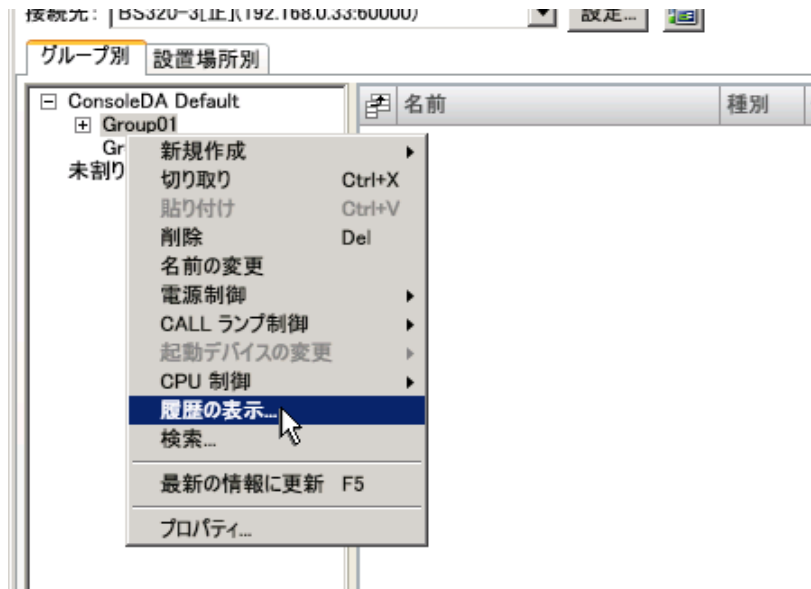 接続先: BS320-3[正](192.168.0.33:60000) 設定...
グループ別 設置場所別
ConsoleDA Default
名前 種別
Group01
Gr
未割り
新規作成
切り取り Ctrl+X
貼り付け Ctrl+V
削除 Del
名前の変更
電源制御
CALL ランプ制御
起動デバイスの変更
CPU 制御
履歴の表示...
検索...
最新の情報に更新 F5
プロパティ...